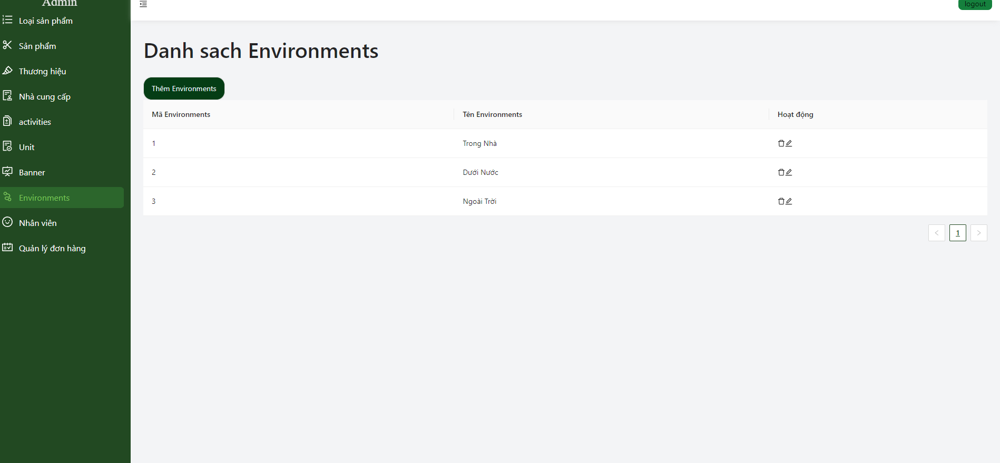 Admin
Loại sản phẩm
Sản phẩm
Thương hiệu
Nhà cung cấp
activities
Unit
Banner
Environments
Nhân viên
Quản lý đơn hàng
logout
Danh sach Environments
Thêm Environments
Mã Environments Tên Environments Hoạt động
1 Trong Nhà
2 Dưới Nước
3 Ngoài Trời
< 1 >